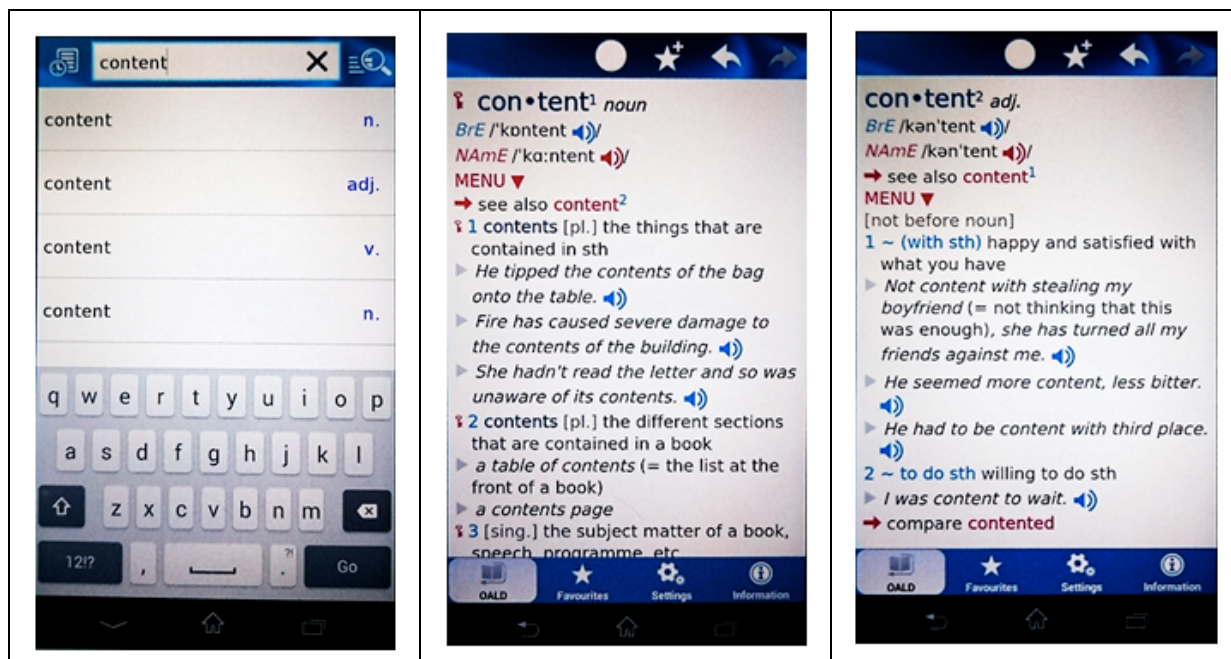 content
content n.
content adj.
content v.
content n.
q w e r t y u i o p
a s d f g h j k l
z x c v b n m
12!? , . ?! Go
con•tent¹ noun
BrE /ˈkɒntent /
NAmE /ˈkɑːntent /
MENU ▼
➞ see also content²
1 contents [pl.] the things that are
contained in sth
He tipped the contents of the bag
onto the table.
Fire has caused severe damage to
the contents of the building.
She hadn't read the letter and so was
unaware of its contents.
2 contents [pl.] the different sections
that are contained in a book
a table of contents (= the list at the
front of a book)
a contents page
3 [sing.] the subject matter of a book,
speech, programme, etc
OALD Favourites Settings Information
con•tent² adj.
BrE /kənˈtent /
NAmE /kənˈtent /
➞ see also content¹
MENU ▼
[not before noun]
1 ~ (with sth) happy and satisfied with
what you have
Not content with stealing my
boyfriend (= not thinking that this
was enough), she has turned all my
friends against me.
He seemed more content, less bitter.
He had to be content with third place.
2 ~ to do sth willing to do sth
I was content to wait.
➞ compare contented
OALD Favourites Settings Information